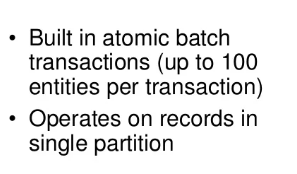 • Built in atomic batch
transactions (up to 100
entities per transaction)
• Operates on records in
single partition